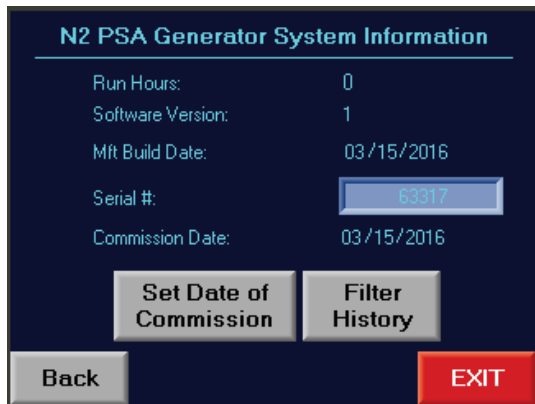 N2 PSA Generator System Information
Run Hours: 0
Software Version: 1
Mft Build Date: 03/15/2016
Serial #: 63317
Commission Date: 03/15/2016
Set Date of
Commission
Filter
History
Back
EXIT